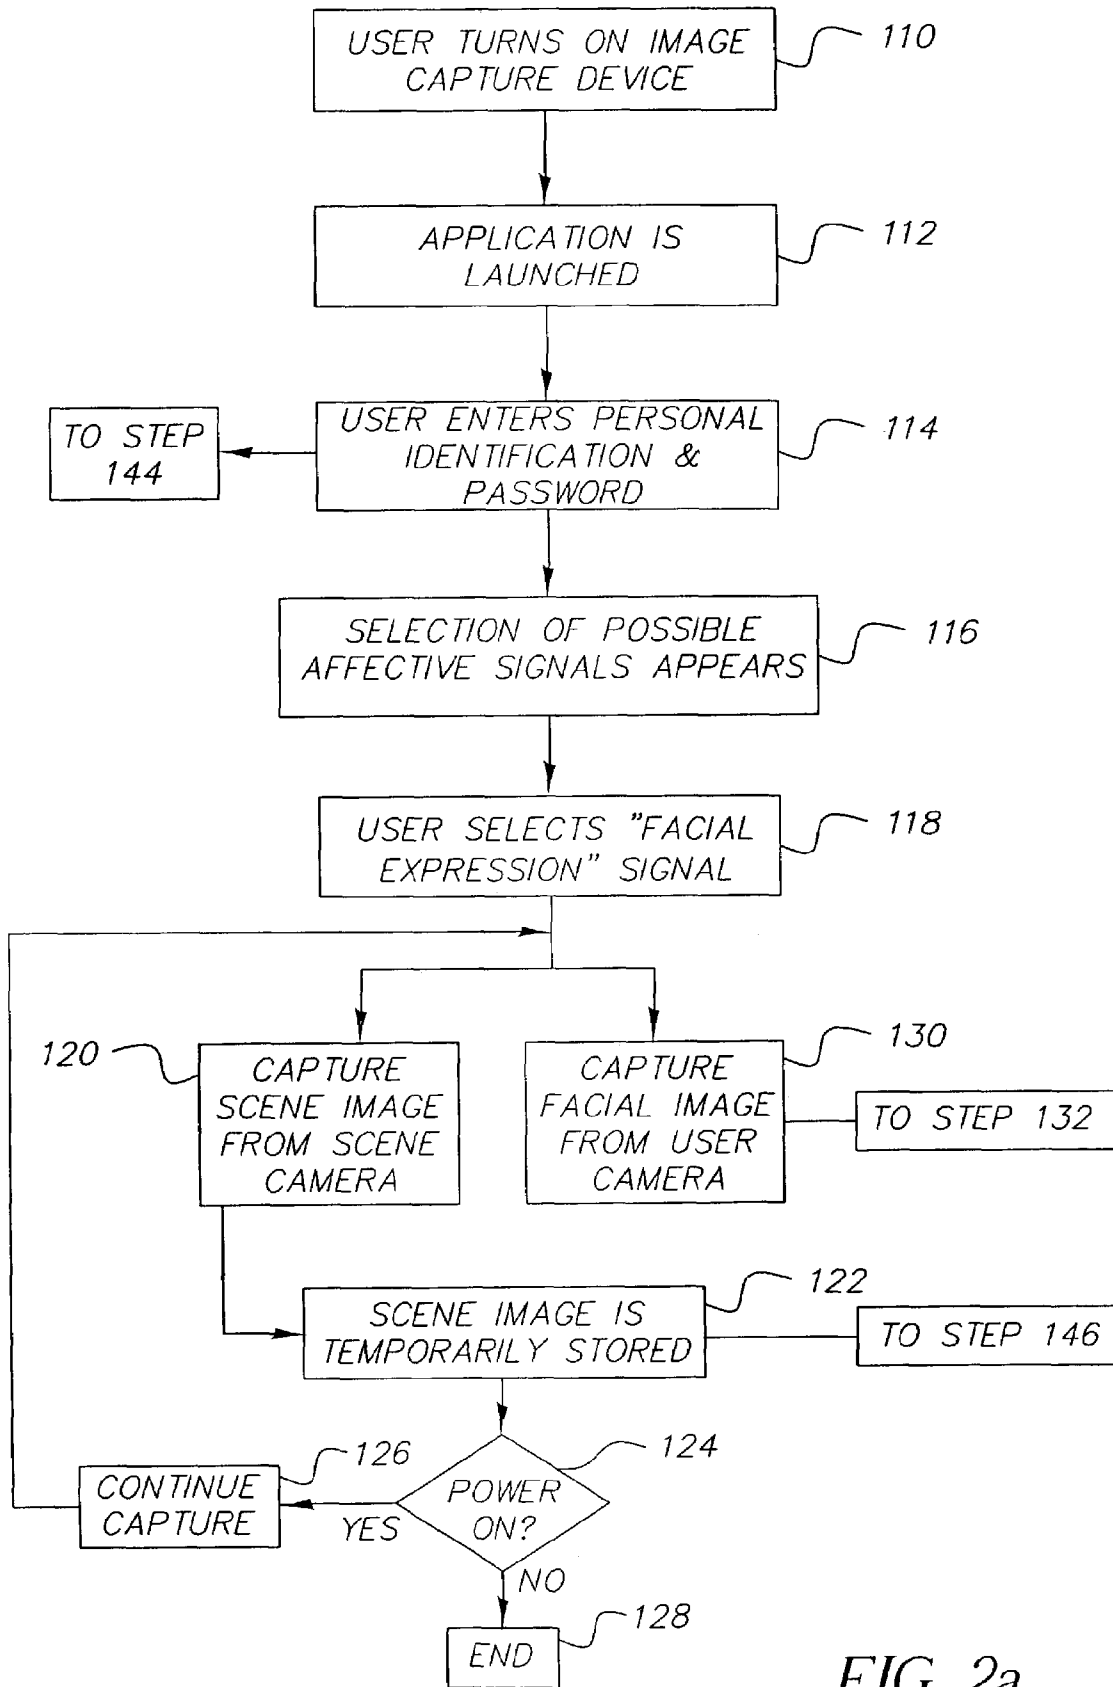 USER TURNS ON IMAGE
CAPTURE DEVICE
110
APPLICATION IS
LAUNCHED
112
TO STEP
144
USER ENTERS PERSONAL
IDENTIFICATION &
PASSWORD
114
SELECTION OF POSSIBLE
AFFECTIVE SIGNALS APPEARS
116
USER SELECTS "FACIAL
EXPRESSION" SIGNAL
118
120
CAPTURE
SCENE IMAGE
FROM SCENE
CAMERA
CAPTURE
FACIAL IMAGE
FROM USER
CAMERA
130
TO STEP 132
SCENE IMAGE IS
TEMPORARILY STORED
122
TO STEP 146
POWER
ON?
124
YES
CONTINUE
CAPTURE
126
NO
END
128
FIG. 2a